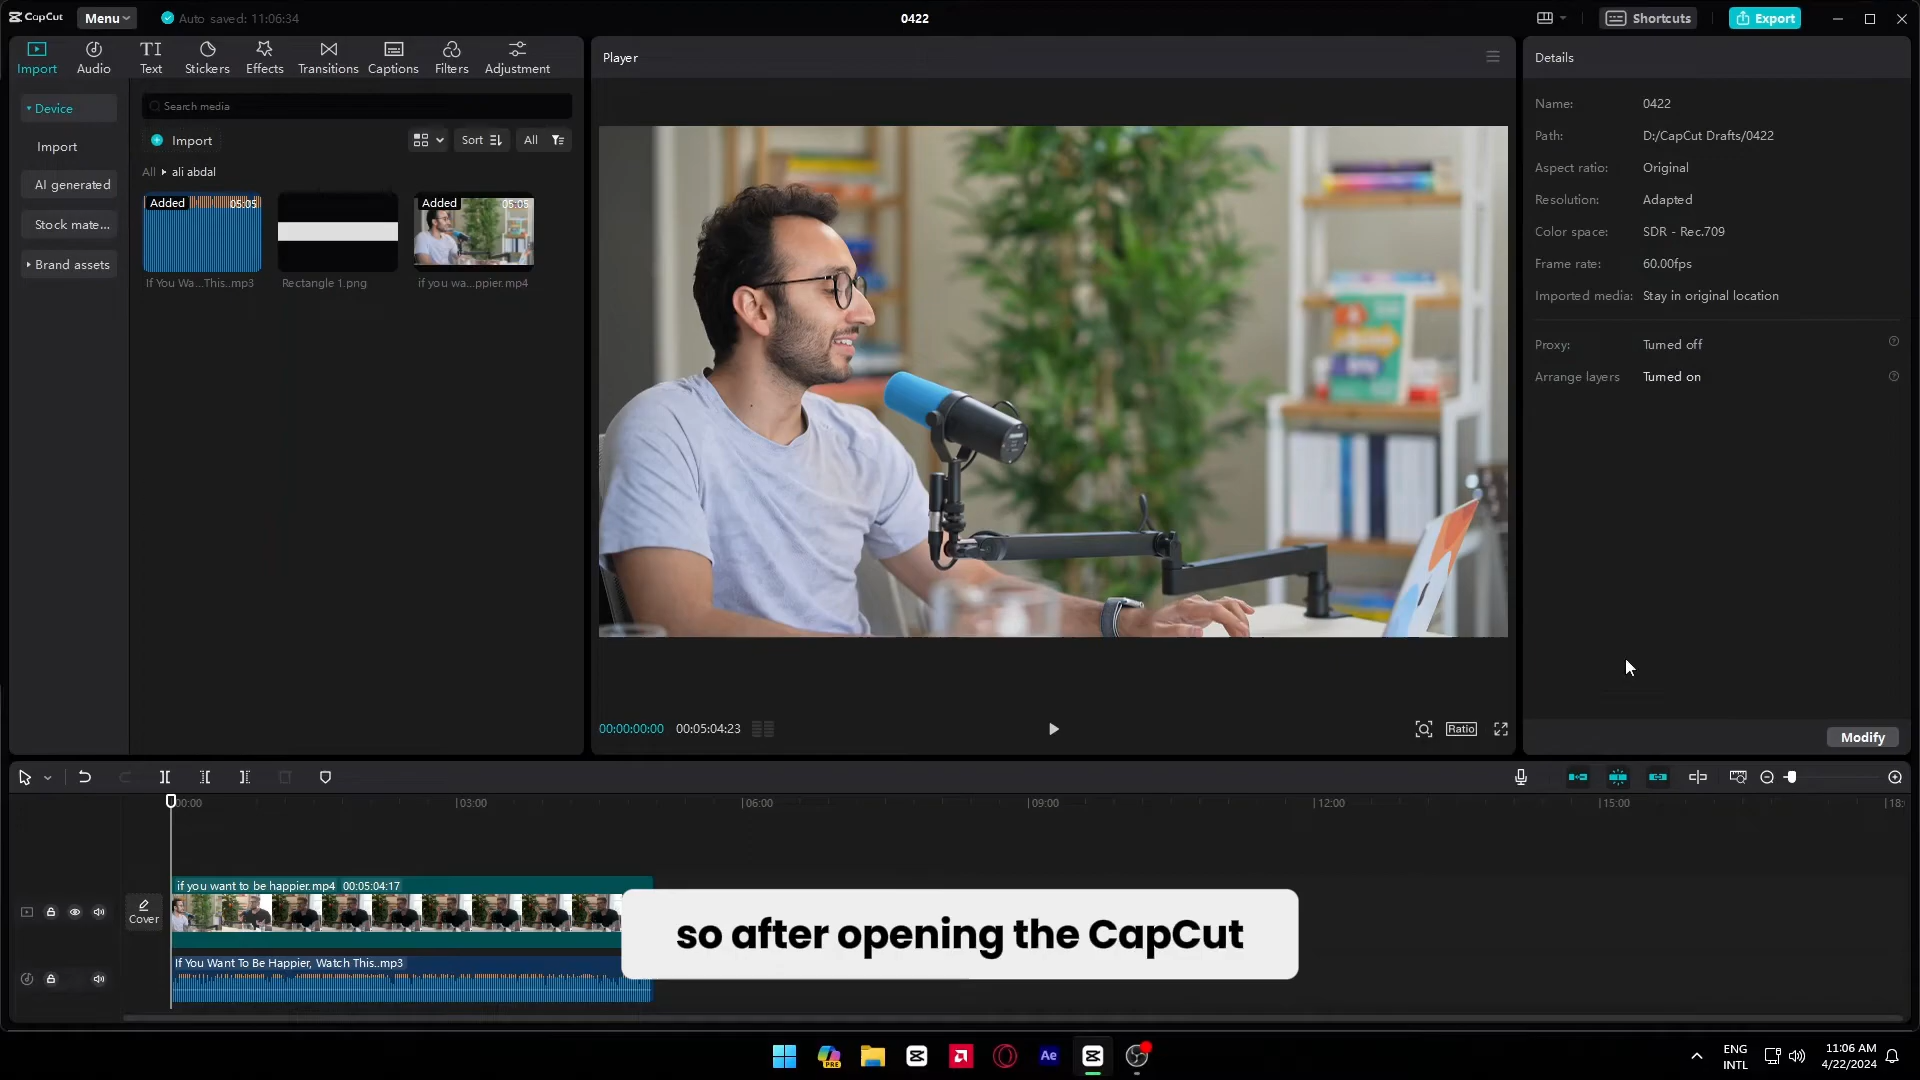 CapCut
Menu
Auto saved: 11:06:34
0422
Shortcuts
Export
Import
Audio
TI
Text
Stickers
Effects
Transitions
Captions
Filters
Adjustment
Device
Import
AI generated
Stock mate...
Brand assets
Search media
Import
Sort
All
All
ali abdal
Added
05:05
If You Wa...This..mp3
Rectangle 1.png
Added
05:05
if you wa...ppier.mp4
Player
00:00:00:00
00:05:04:23
Ratio
Details
Name:
0422
Path:
D:/CapCut Drafts/0422
Aspect ratio:
Original
Resolution:
Adapted
Color space:
SDR - Rec.709
Frame rate:
60.00fps
Imported media:
Stay in original location
Proxy:
Turned off
Arrange layers
Turned on
Modify
00:00
03:00
06:00
09:00
12:00
15:00
18:
Cover
if you want to be happier.mp4
00:05:04:17
If You Want To Be Happier, Watch This..mp3
so after opening the CapCut
PRE
Ae
ENG
INTL
11:06 AM
4/22/2024